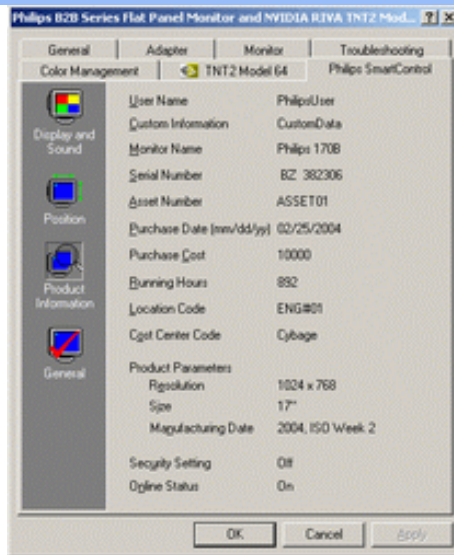 Philips B2B Series Flat Panel Monitor and NVIDIA RIVA TNT2 Mod...
General Adapter Monitor Troubleshooting
Color Management TNT2 Model 64 Philips SmartControl
Display and Sound
Position
Product Information
General
User Name PhilipsUser
Custom Information CustomData
Monitor Name Philips 170B
Serial Number BZ 382306
Asset Number ASSET01
Purchase Date (mm/dd/yy) 02/25/2004
Purchase Cost 10000
Running Hours 892
Location Code ENG#01
Cost Center Code Cybage
Product Parameters
Resolution 1024 x 768
Size 17"
Manufacturing Date 2004, ISO Week 2
Security Setting Off
Online Status On
OK Cancel Apply